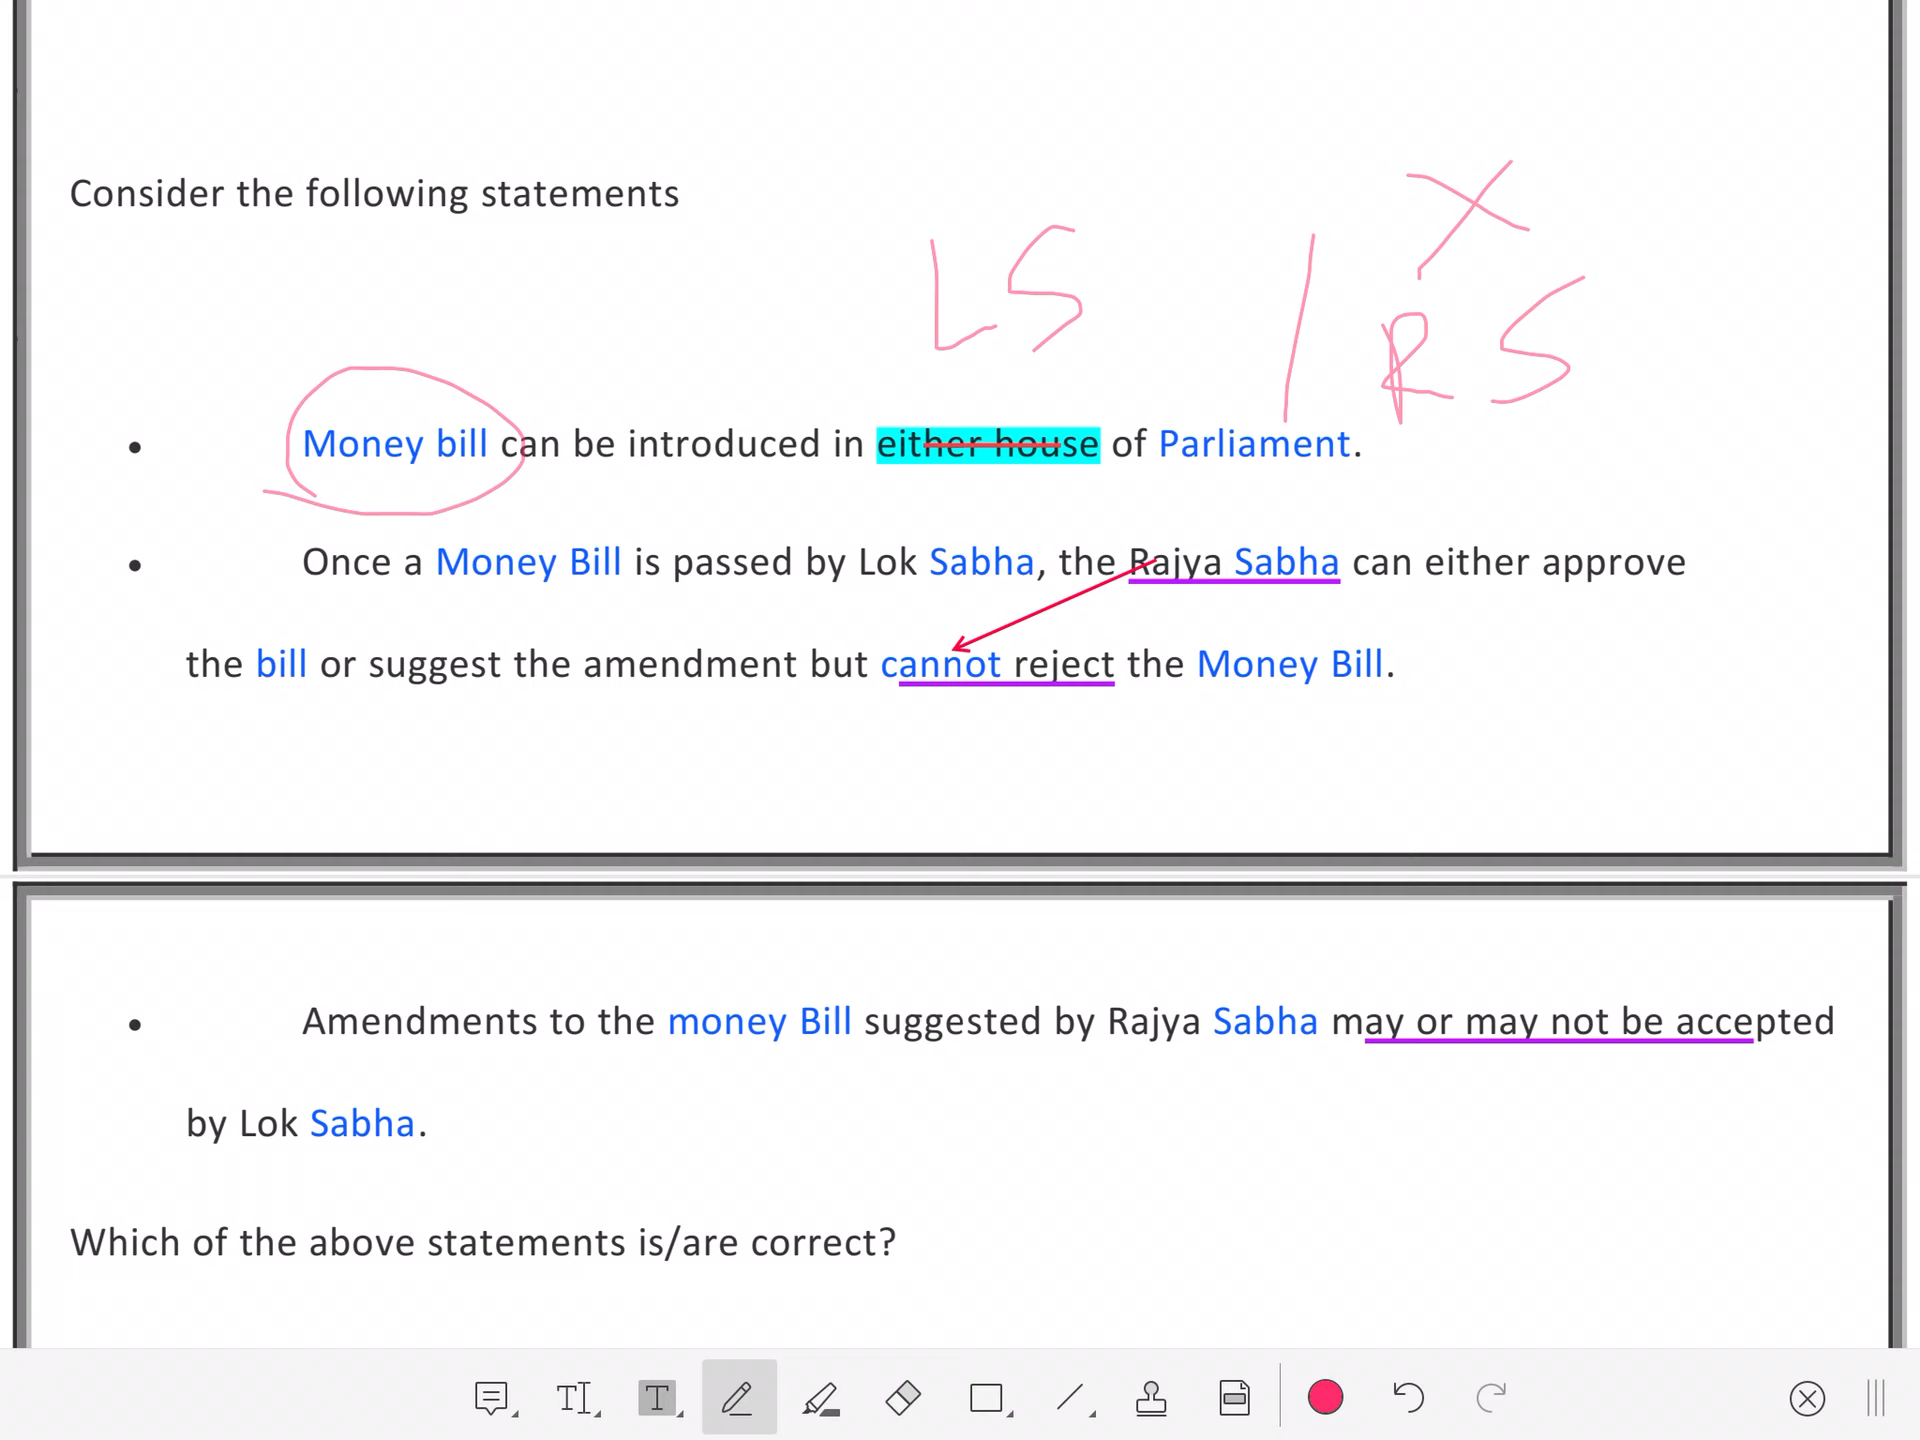 Consider the following statements
X
LS / RS
• Money bill can be introduced in either house of Parliament.
• Once a Money Bill is passed by Lok Sabha, the Rajya Sabha can either approve
the bill or suggest the amendment but cannot reject the Money Bill.
• Amendments to the money Bill suggested by Rajya Sabha may or may not be accepted
by Lok Sabha.
Which of the above statements is/are correct?